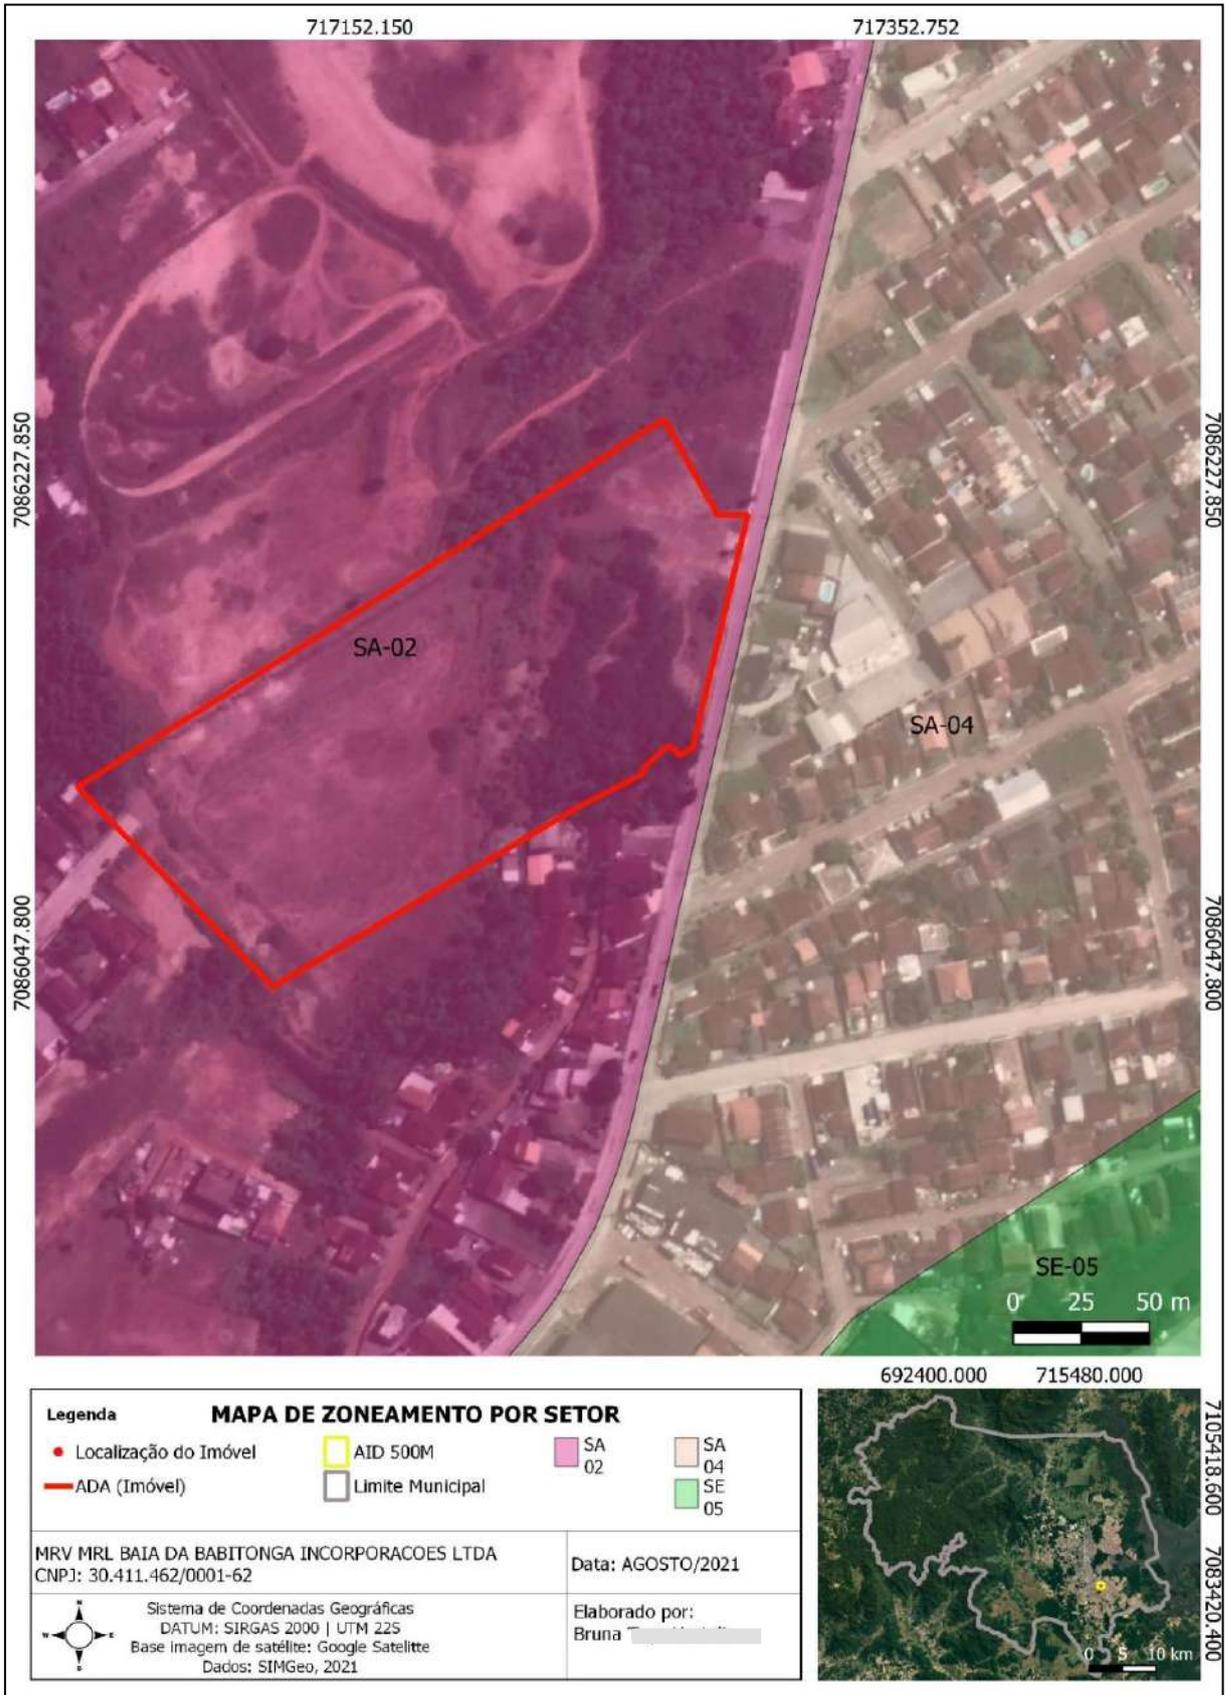 717152.150 717352.752
7086227.850 7086227.850
SA-02
SA-04
7086047.800 7086047.800
SE-05
0 25 50 m
692400.000 715480.000
Legenda MAPA DE ZONEAMENTO POR SETOR
Localização do Imóvel AID 500M SA 02 SA 04
ADA (Imóvel) Limite Municipal SE 05
MRV MRL BAIA DA BABITONGA INCORPORACOES LTDA
CNPJ: 30.411.462/0001-62
Data: AGOSTO/2021
N
W E
S
Sistema de Coordenadas Geográficas
DATUM: SIRGAS 2000 | UTM 22S
Base imagem de satélite: Google Satelitte
Dados: SIMGeo, 2021
Elaborado por:
Bruna
7105418.600
7083420.400
0 5 10 km